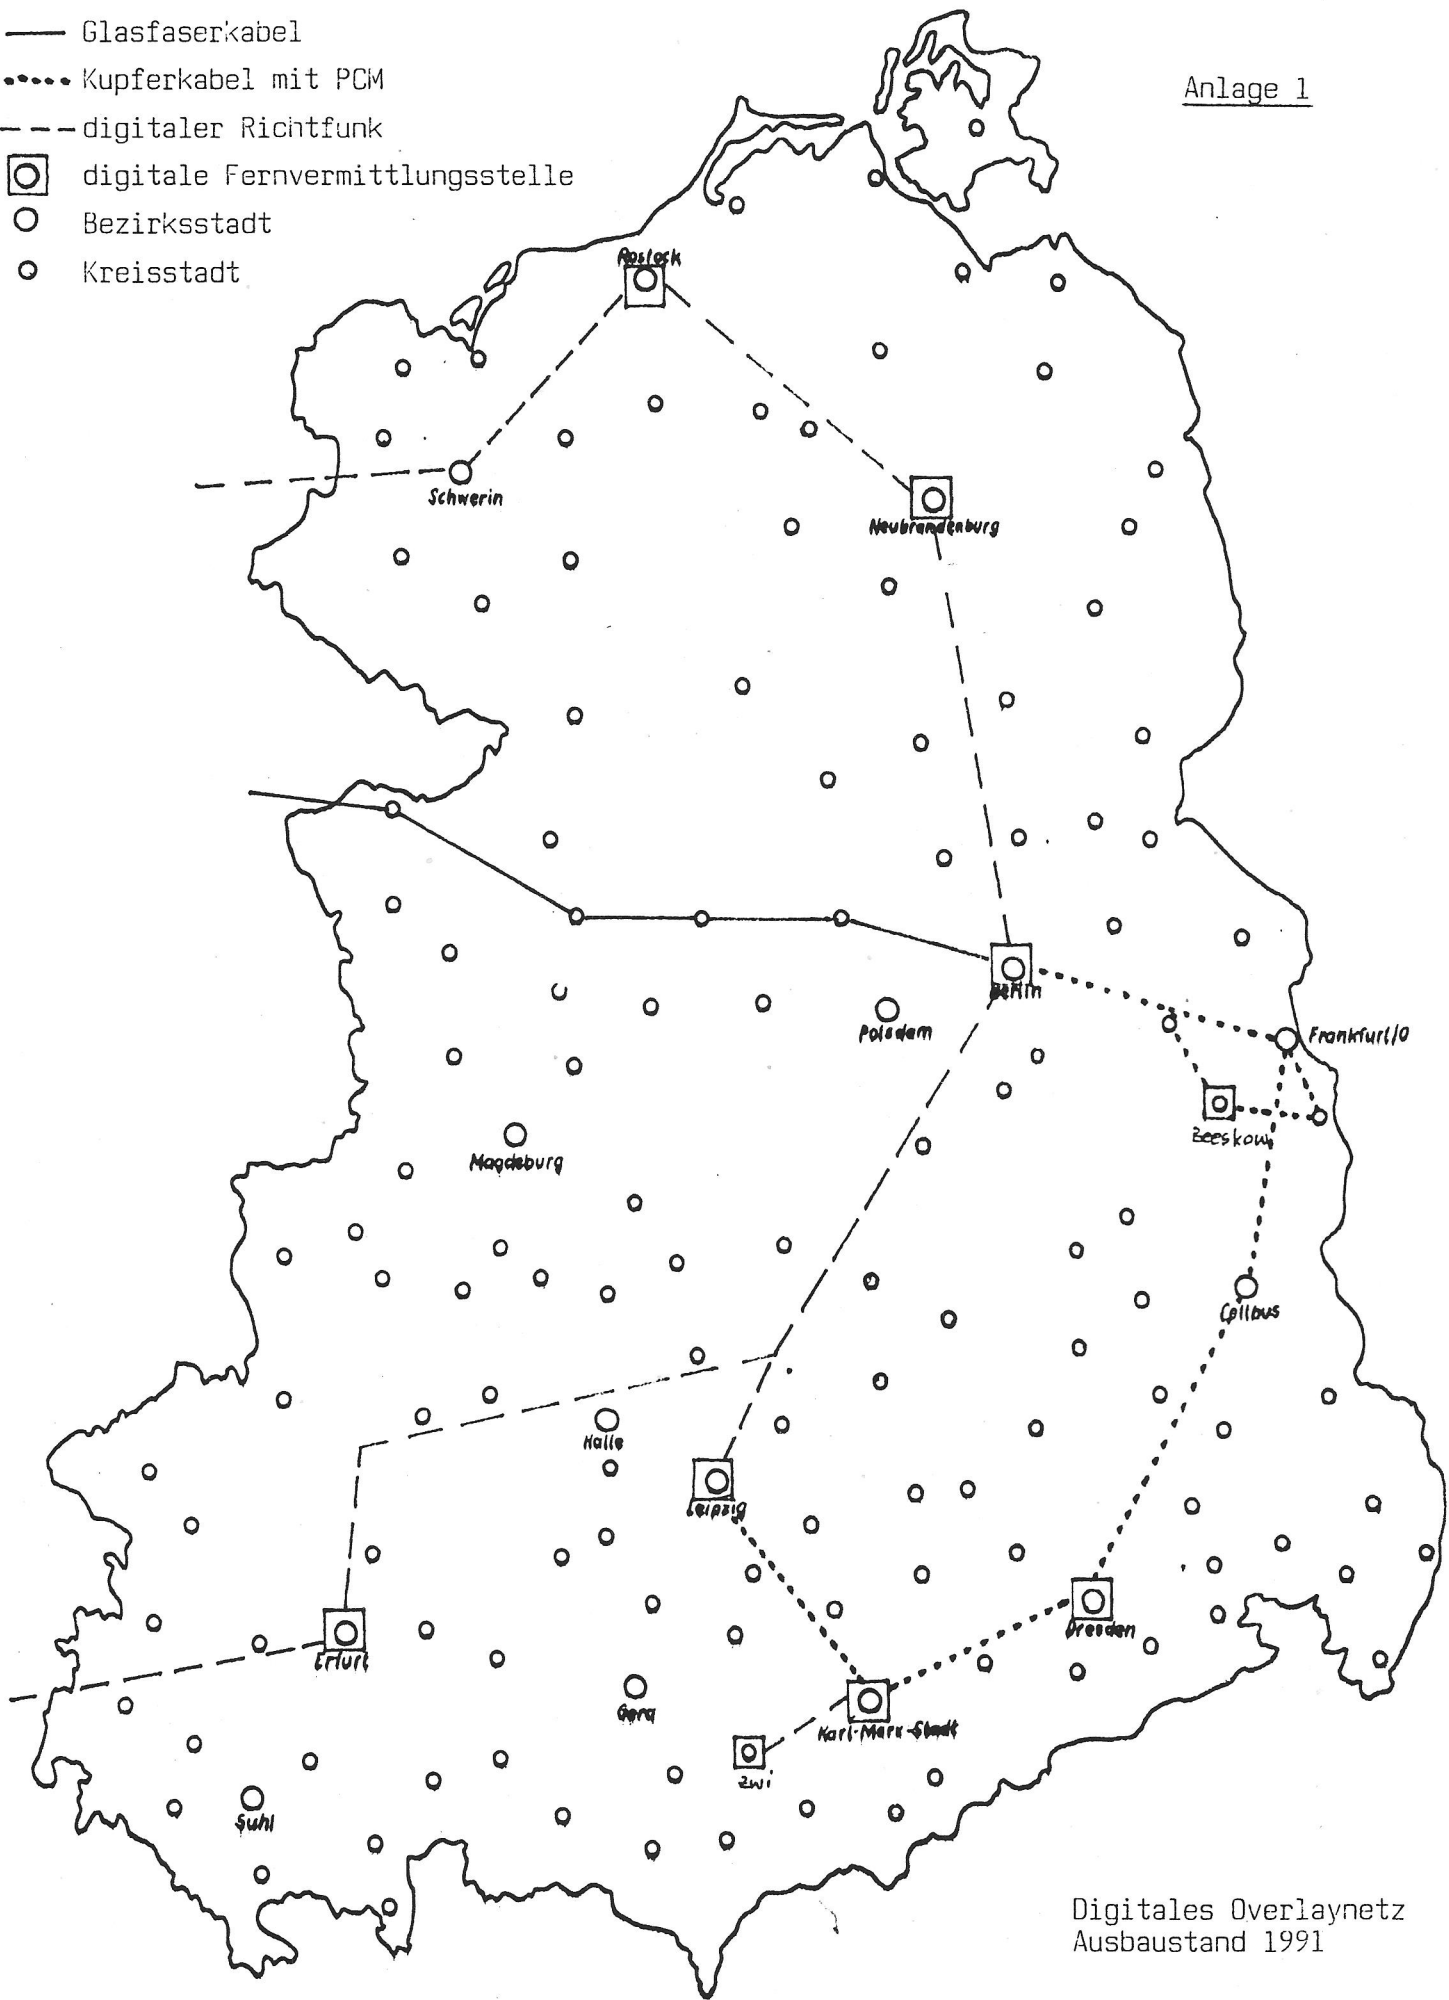 Glasfaserkabel
Kupferkabel mit PCM
digitaler Richtfunk
digitale Fernvermittlungsstelle
Bezirksstadt
Kreisstadt
Anlage 1
Rostock
Schwerin
Neubrandenburg
Berlin
Potsdam
Frankfurt/O
Beeskow
Magdeburg
Cottbus
Halle
Leipzig
Dresden
Erfurt
Gera
Karl-Marx-Stadt
Zwi
Suhl
Digitales Overlaynetz
Ausbaustand 1991